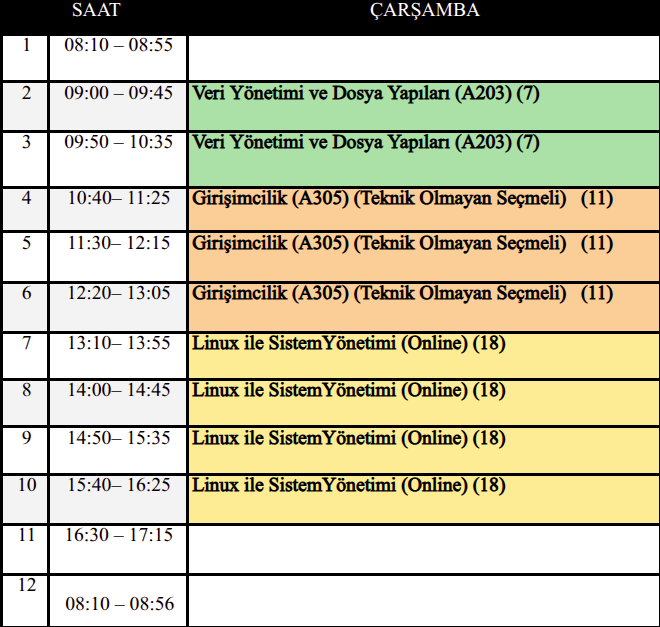 SAAT ÇARŞAMBA
1 08:10 – 08:55
2 09:00 – 09:45 Veri Yönetimi ve Dosya Yapıları (A203) (7)
3 09:50 – 10:35 Veri Yönetimi ve Dosya Yapıları (A203) (7)
4 10:40– 11:25 Girişimcilik (A305) (Teknik Olmayan Seçmeli) (11)
5 11:30– 12:15 Girişimcilik (A305) (Teknik Olmayan Seçmeli) (11)
6 12:20– 13:05 Girişimcilik (A305) (Teknik Olmayan Seçmeli) (11)
7 13:10– 13:55 Linux ile SistemYönetimi (Online) (18)
8 14:00– 14:45 Linux ile SistemYönetimi (Online) (18)
9 14:50– 15:35 Linux ile SistemYönetimi (Online) (18)
10 15:40– 16:25 Linux ile SistemYönetimi (Online) (18)
11 16:30 – 17:15
12
08:10 – 08:56